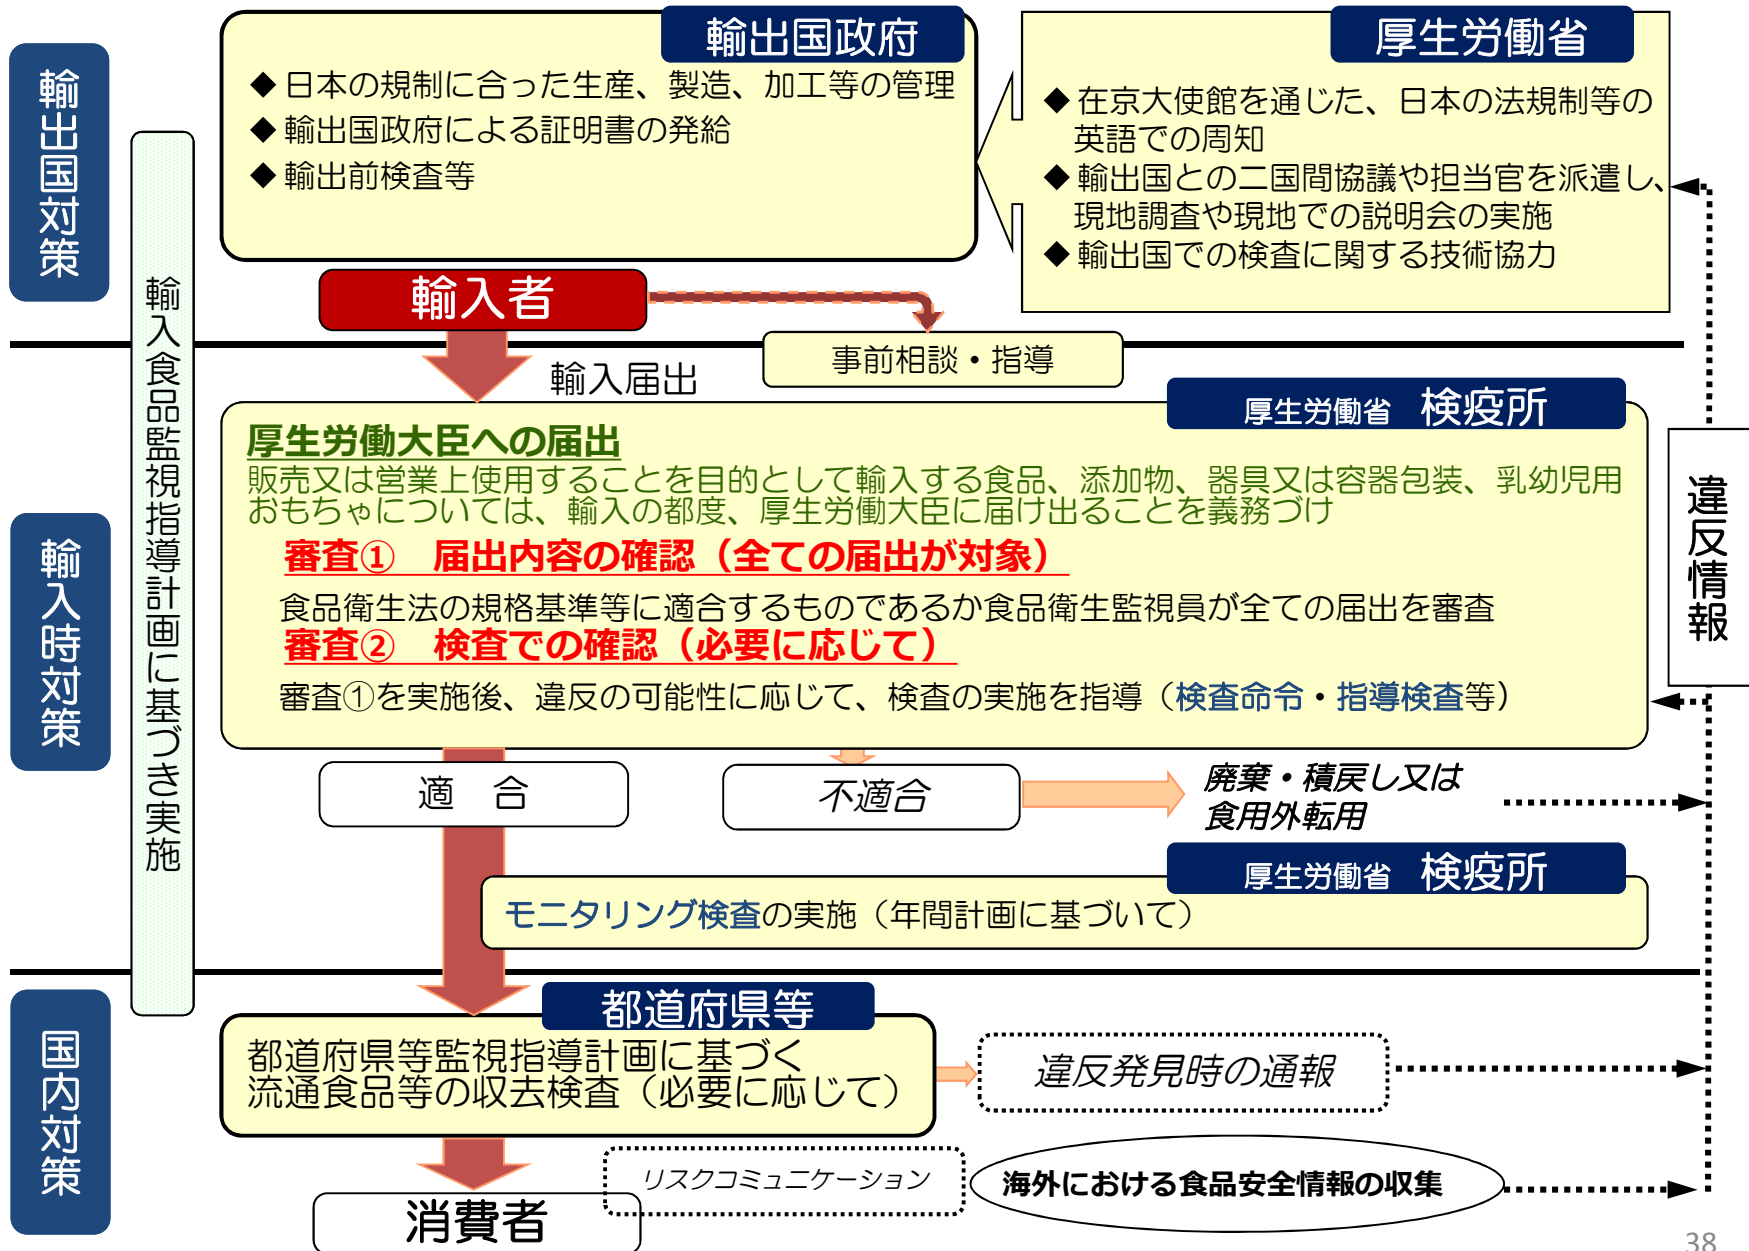 輸出国対策
輸出国政府
◆日本の規制に合った生産、製造、加工等の管理
◆輸出国政府による証明書の発給
◆輸出前検査等
厚生労働省
◆在京大使館を通じた、日本の法規制等の
英語での周知
◆輸出国との二国間協議や担当官を派遣し、
現地調査や現地での説明会の実施
◆輸出国での検査に関する技術協力
輸入食品監視指導計画に基づき実施
輸入者
事前相談・指導
輸入届出
輸入時対策
厚生労働省 検疫所
厚生労働大臣への届出
販売又は営業上使用することを目的として輸入する食品、添加物、器具又は容器包装、乳幼児用
おもちゃについては、輸入の都度、厚生労働大臣に届け出ることを義務づけ
審査① 届出内容の確認（全ての届出が対象）
食品衛生法の規格基準等に適合するものであるか食品衛生監視員が全ての届出を審査
審査② 検査での確認（必要に応じて）
審査①を実施後、違反の可能性に応じて、検査の実施を指導（検査命令・指導検査等）
違反情報
適 合
不適合
廃棄・積戻し又は
食用外転用
厚生労働省 検疫所
モニタリング検査の実施（年間計画に基づいて）
国内対策
都道府県等
都道府県等監視指導計画に基づく
流通食品等の収去検査（必要に応じて）
違反発見時の通報
リスクコミュニケーション
海外における食品安全情報の収集
消費者
38